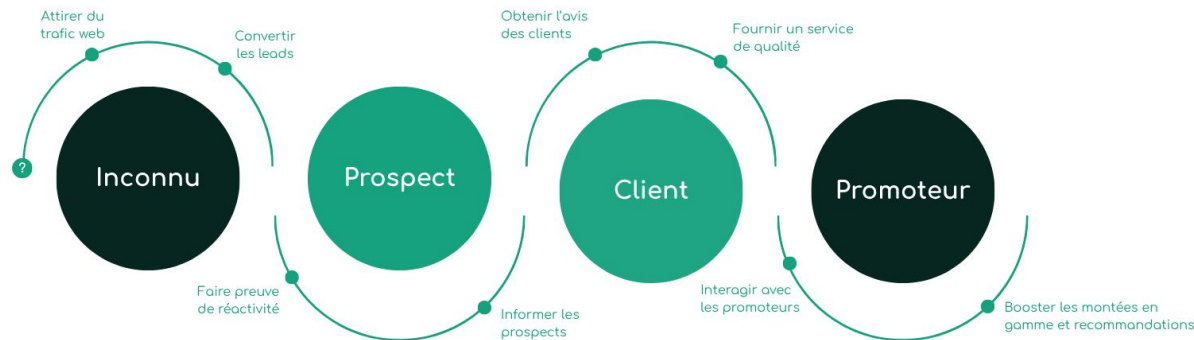 Attirer du
trafic web
Convertir
les leads
?
Inconnu
Faire preuve
de réactivité
Prospect
Informer les
prospects
Obtenir l'avis
des clients
Fournir un service
de qualité
Client
Interagir avec
les promoteurs
Promoteur
Booster les montées en
gamme et recommandations